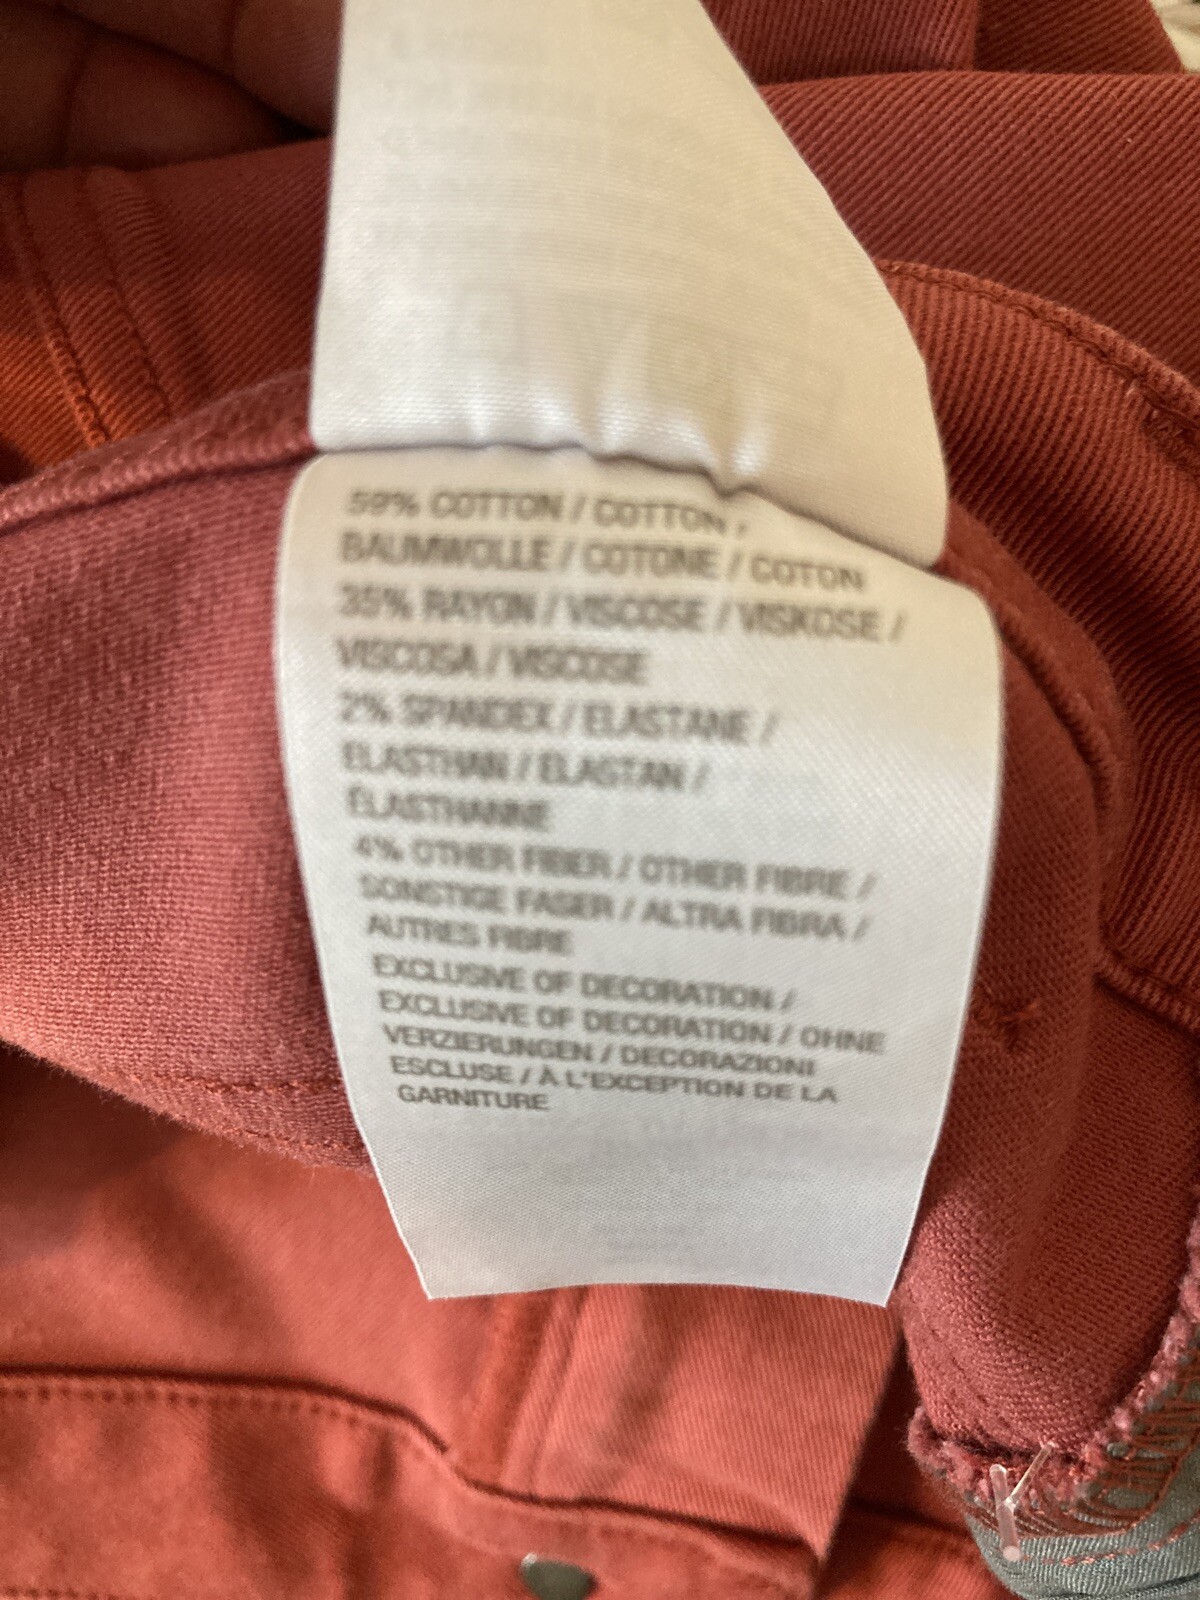 59% COTTON / COTTON /
BAUMWOLLE / COTONE / COTON
35% RAYON / VISCOSE / VISKOSE /
VISCOSA / VISCOSE
2% SPANDEX / ELASTANE /
ELASTHAN / ELASTAN /
ÉLASTHANNE
4% OTHER FIBER / OTHER FIBRE /
SONSTIGE FASER / ALTRA FIBRA /
AUTRES FIBRE
EXCLUSIVE OF DECORATION /
EXCLUSIVE OF DECORATION / OHNE
VERZIERUNGEN / DECORAZIONI
ESCLUSE / À L'EXCEPTION DE LA
GARNITURE